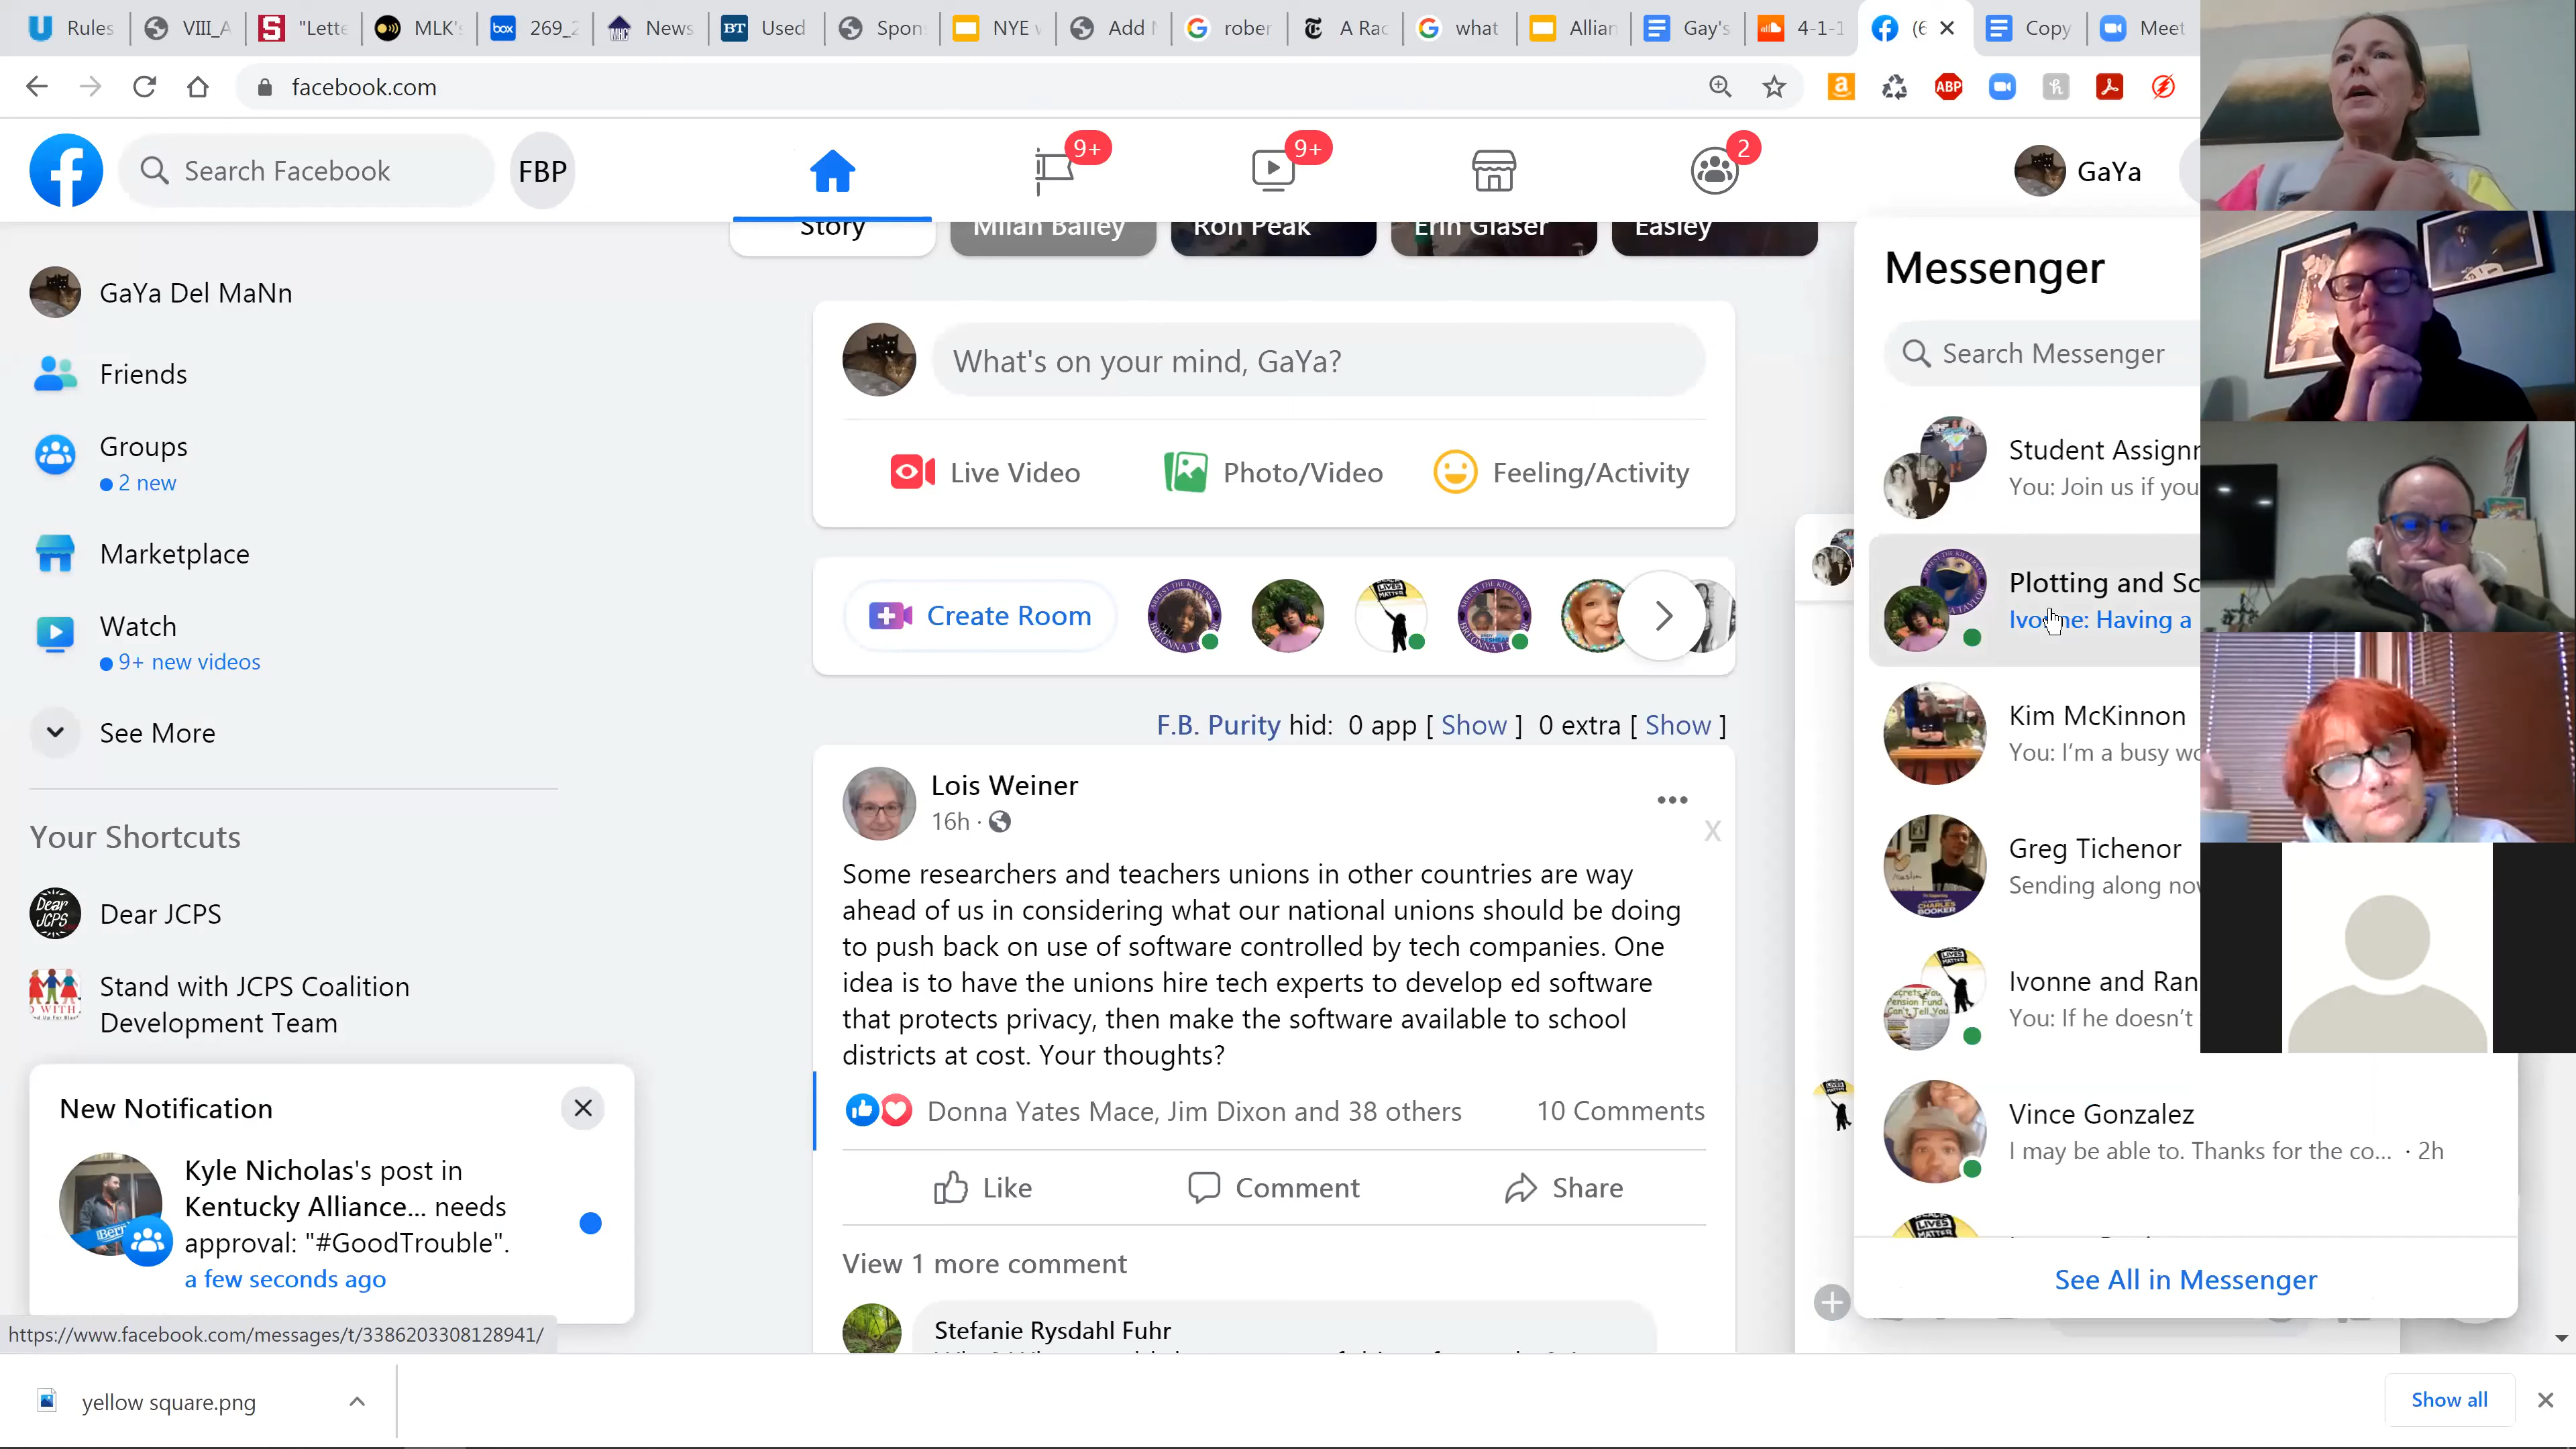 Rules
VIII_A
"Lette
MLK's
box
269_2
News
BT
Used
Spon
NYE v
Add
rober
A Rac
what
Allian
Gay's
4-1-1
(6
Copy
Meet
facebook.com
ABP
Search Facebook
FBP
9+
9+
2
GaYa
Story
Milan Bailey
Ron Peak
Erin Glaser
Easley
GaYa Del MaNn
Friends
Groups
2 new
Marketplace
Watch
9+ new videos
See More
Your Shortcuts
Dear JCPS
Dear JCPS
Stand with JCPS Coalition
Development Team
New Notification
Kyle Nicholas's post in
Kentucky Alliance... needs
approval: "#GoodTrouble".
a few seconds ago
https://www.facebook.com/messages/t/3386203308128941/
What's on your mind, GaYa?
Live Video
Photo/Video
Feeling/Activity
Create Room
F.B. Purity hid: 0 app [ Show ] 0 extra [ Show ]
Lois Weiner
16h ·
X
Some researchers and teachers unions in other countries are way
ahead of us in considering what our national unions should be doing
to push back on use of software controlled by tech companies. One
idea is to have the unions hire tech experts to develop ed software
that protects privacy, then make the software available to school
districts at cost. Your thoughts?
Donna Yates Mace, Jim Dixon and 38 others
10 Comments
Like
Comment
Share
View 1 more comment
Stefanie Rysdahl Fuhr
Messenger
Search Messenger
Student Assignm
You: Join us if you
Plotting and Sc
Ivonne: Having a
Kim McKinnon
You: I'm a busy wo
Greg Tichenor
Sending along nov
CHARLES
BOOKER
Ivonne and Ran
You: If he doesn't
Vince Gonzalez
I may be able to. Thanks for the co... · 2h
LIVES
MATTER
See All in Messenger
yellow square.png
Show all